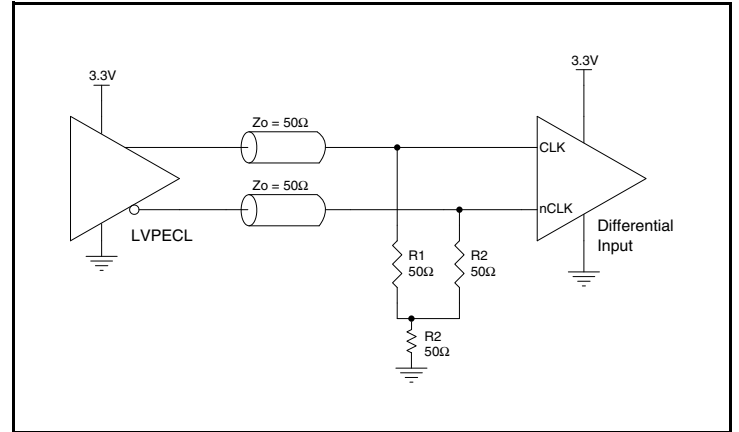 3.3V
3.3V
Zo = 50Ω
CLK
Zo = 50Ω
nCLK
LVPECL
Differential
Input
R1
50Ω
R2
50Ω
R2
50Ω